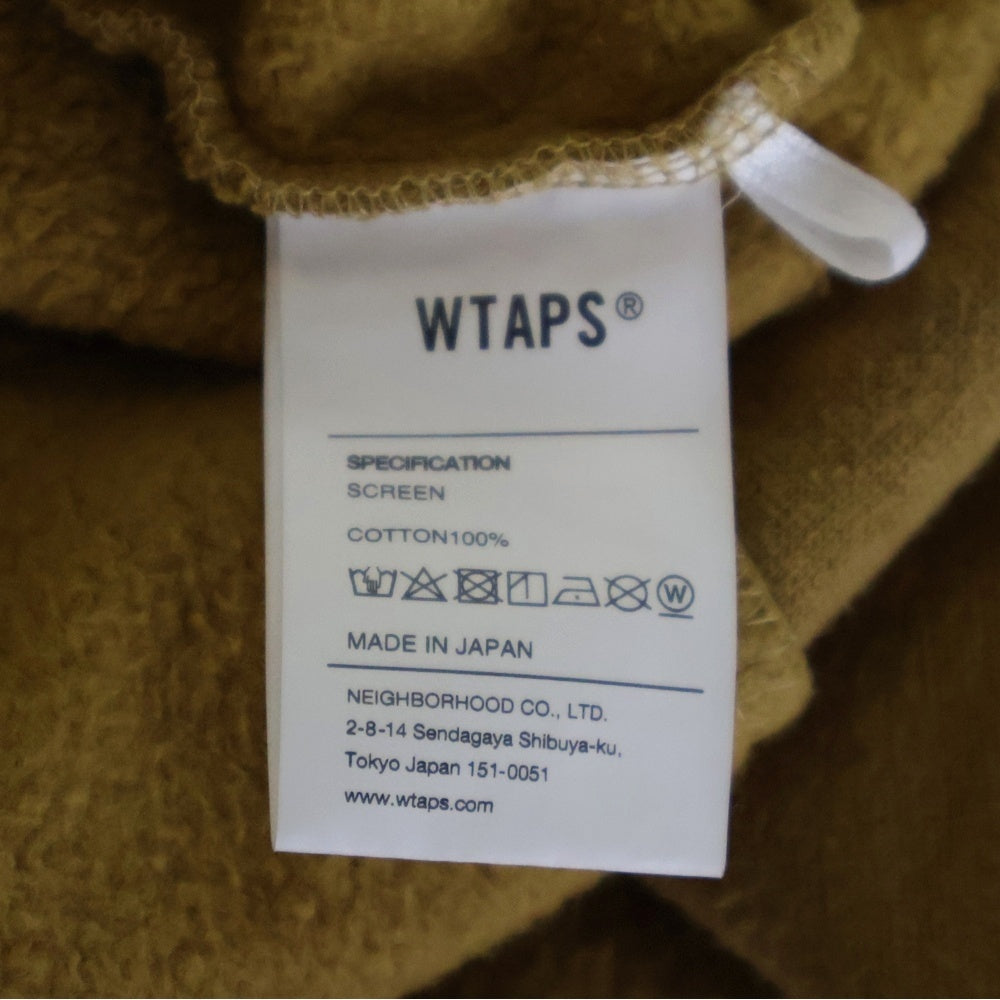 WTAPS®
SPECIFICATION
SCREEN
COTTON100%
W
MADE IN JAPAN
NEIGHBORHOOD CO., LTD.
2-8-14 Sendagaya Shibuya-ku,
Tokyo Japan 151-0051
www.wtaps.com